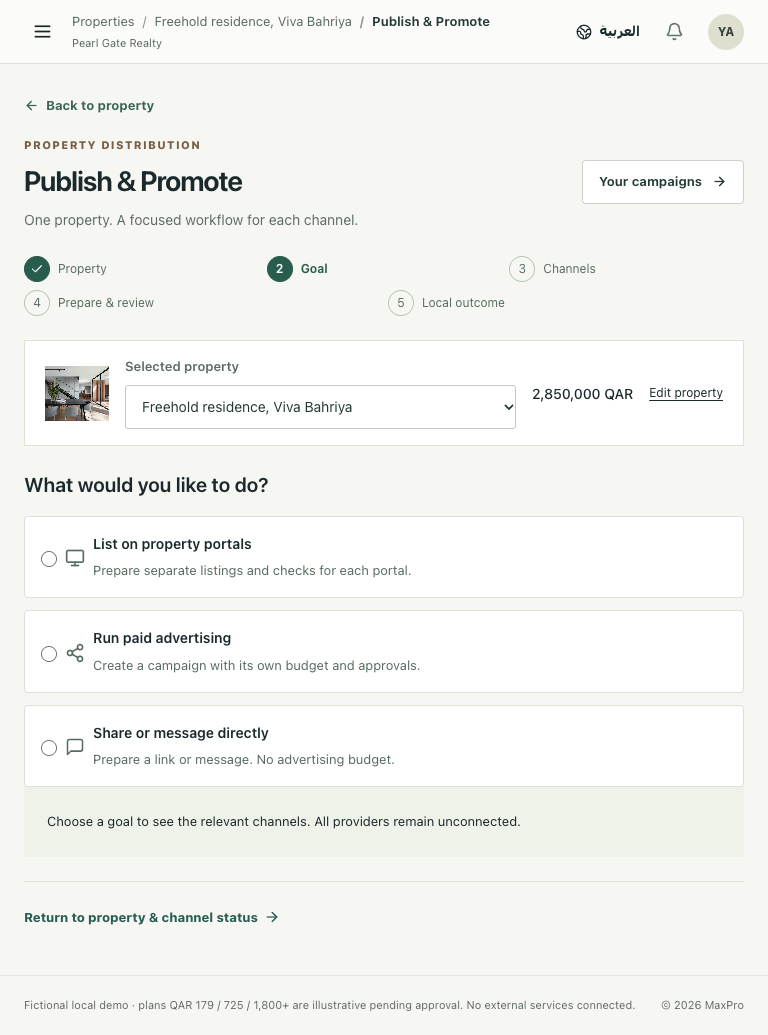 Properties / Freehold residence, Viva Bahriya / Publish & Promote
Pearl Gate Realty
العربية
YA
Back to property
PROPERTY DISTRIBUTION
Publish & Promote
Your campaigns
One property. A focused workflow for each channel.
Property
2 Goal
3 Channels
4 Prepare & review
5 Local outcome
Selected property
Freehold residence, Viva Bahriya
2,850,000 QAR
Edit property
What would you like to do?
List on property portals
Prepare separate listings and checks for each portal.
Run paid advertising
Create a campaign with its own budget and approvals.
Share or message directly
Prepare a link or message. No advertising budget.
Choose a goal to see the relevant channels. All providers remain unconnected.
Return to property & channel status
Fictional local demo · plans QAR 179 / 725 / 1,800+ are illustrative pending approval. No external services connected.
© 2026 MaxPro